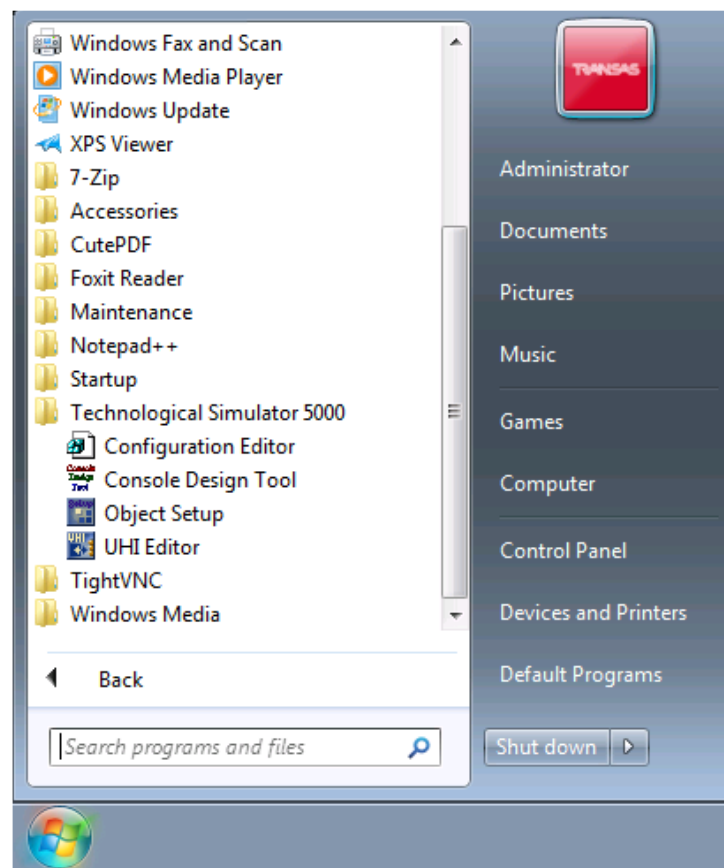 Windows Fax and Scan
Windows Media Player
Windows Update
XPS Viewer
7-Zip
Accessories
CutePDF
Foxit Reader
Maintenance
Notepad++
Startup
Technological Simulator 5000
Configuration Editor
Console Design Tool
Object Setup
UHI Editor
TightVNC
Windows Media
Back
Search programs and files
TRANSAS
Administrator
Documents
Pictures
Music
Games
Computer
Control Panel
Devices and Printers
Default Programs
Shut down